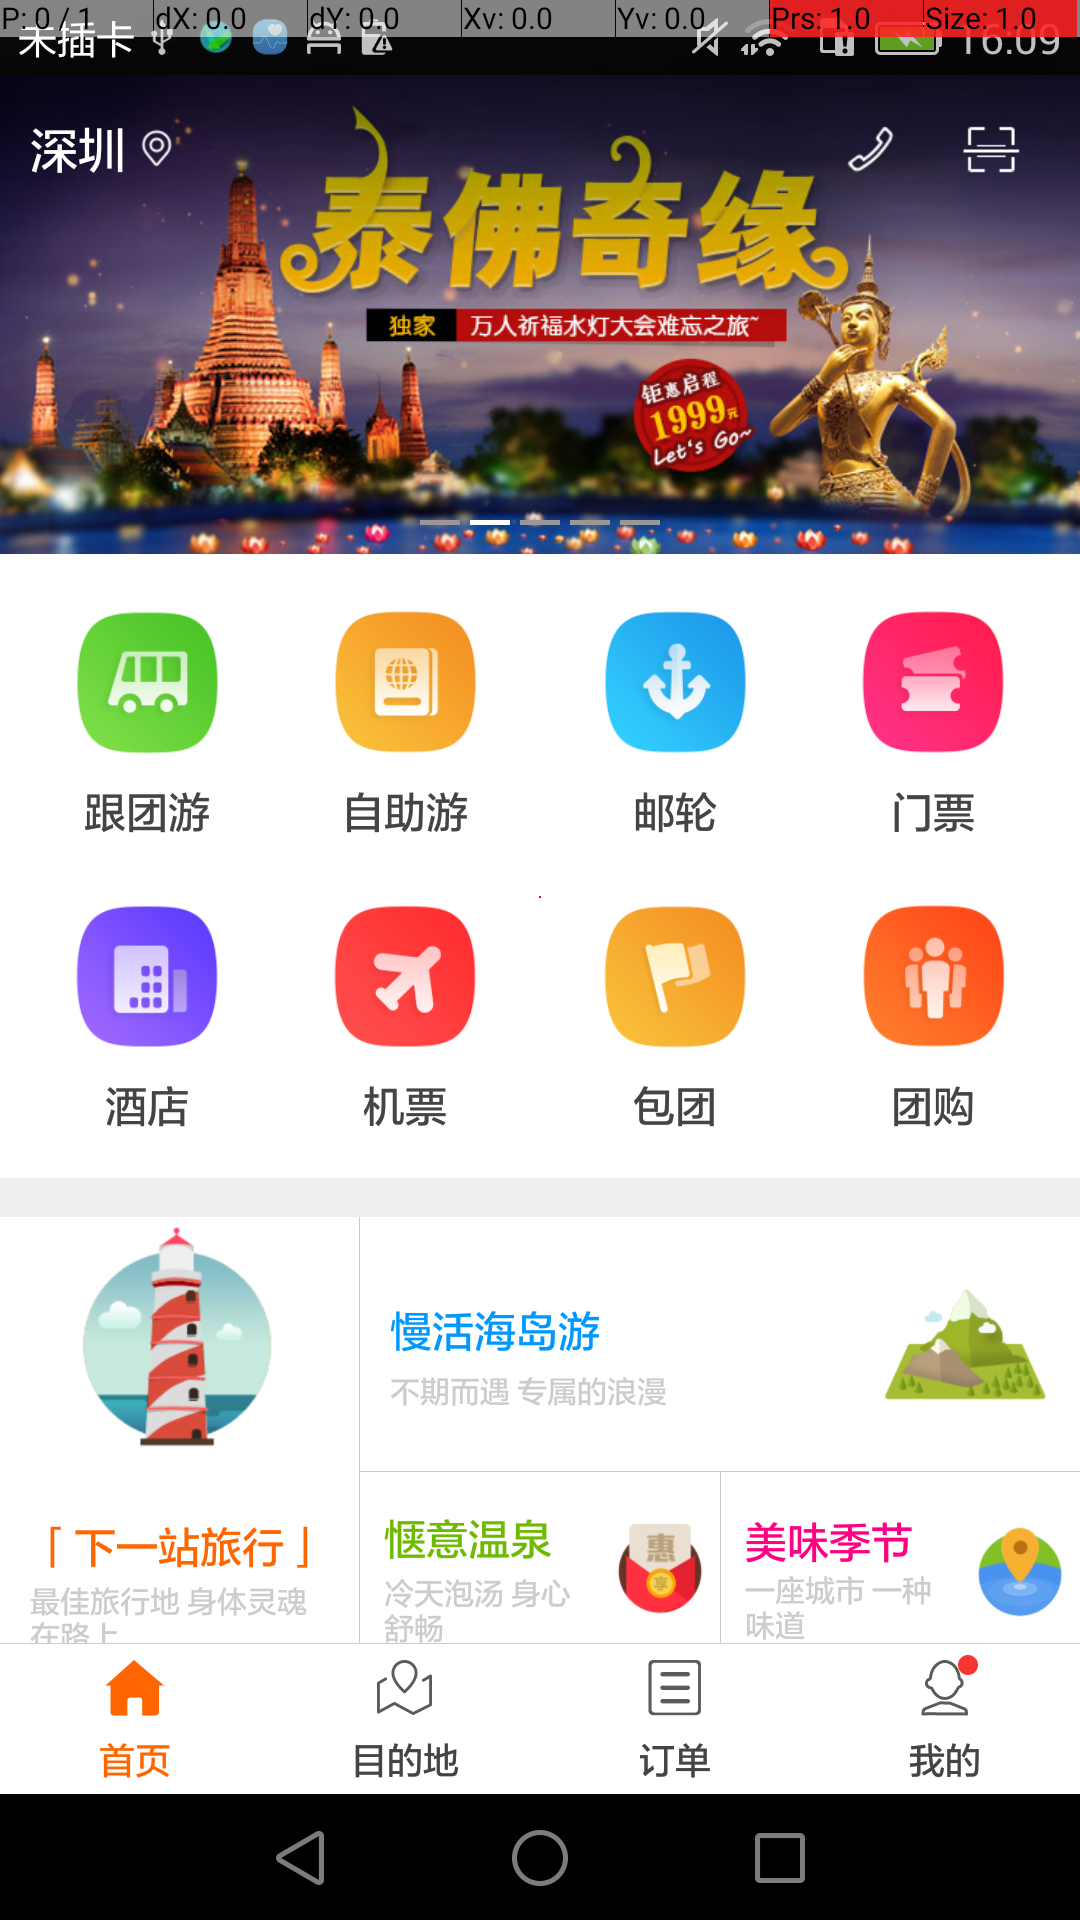 P: 0 / 1 dX: 0.0 dY: 0.0 Xv: 0.0 Yv: 0.0 Prs: 1.0 Size: 1.0
未插卡 16:09
深圳
泰佛奇缘
独家 万人祈福水灯大会难忘之旅~
钜惠启程
1999元
Let's Go~
跟团游 自助游 邮轮 门票
酒店 机票 包团 团购
慢活海岛游
不期而遇 专属的浪漫
「下一站旅行」
最佳旅行地 身体灵魂
在路上
惬意温泉
冷天泡汤 身心
舒畅
惠
享
美味季节
一座城市 一种
味道
首页 目的地 订单 我的